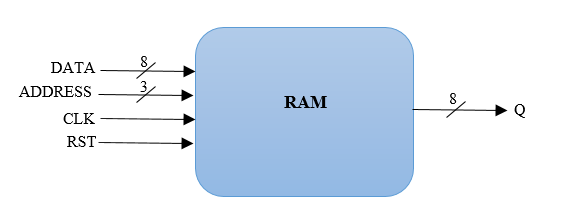 DATA
8
ADDRESS
3
CLK
RST
RAM
8
Q